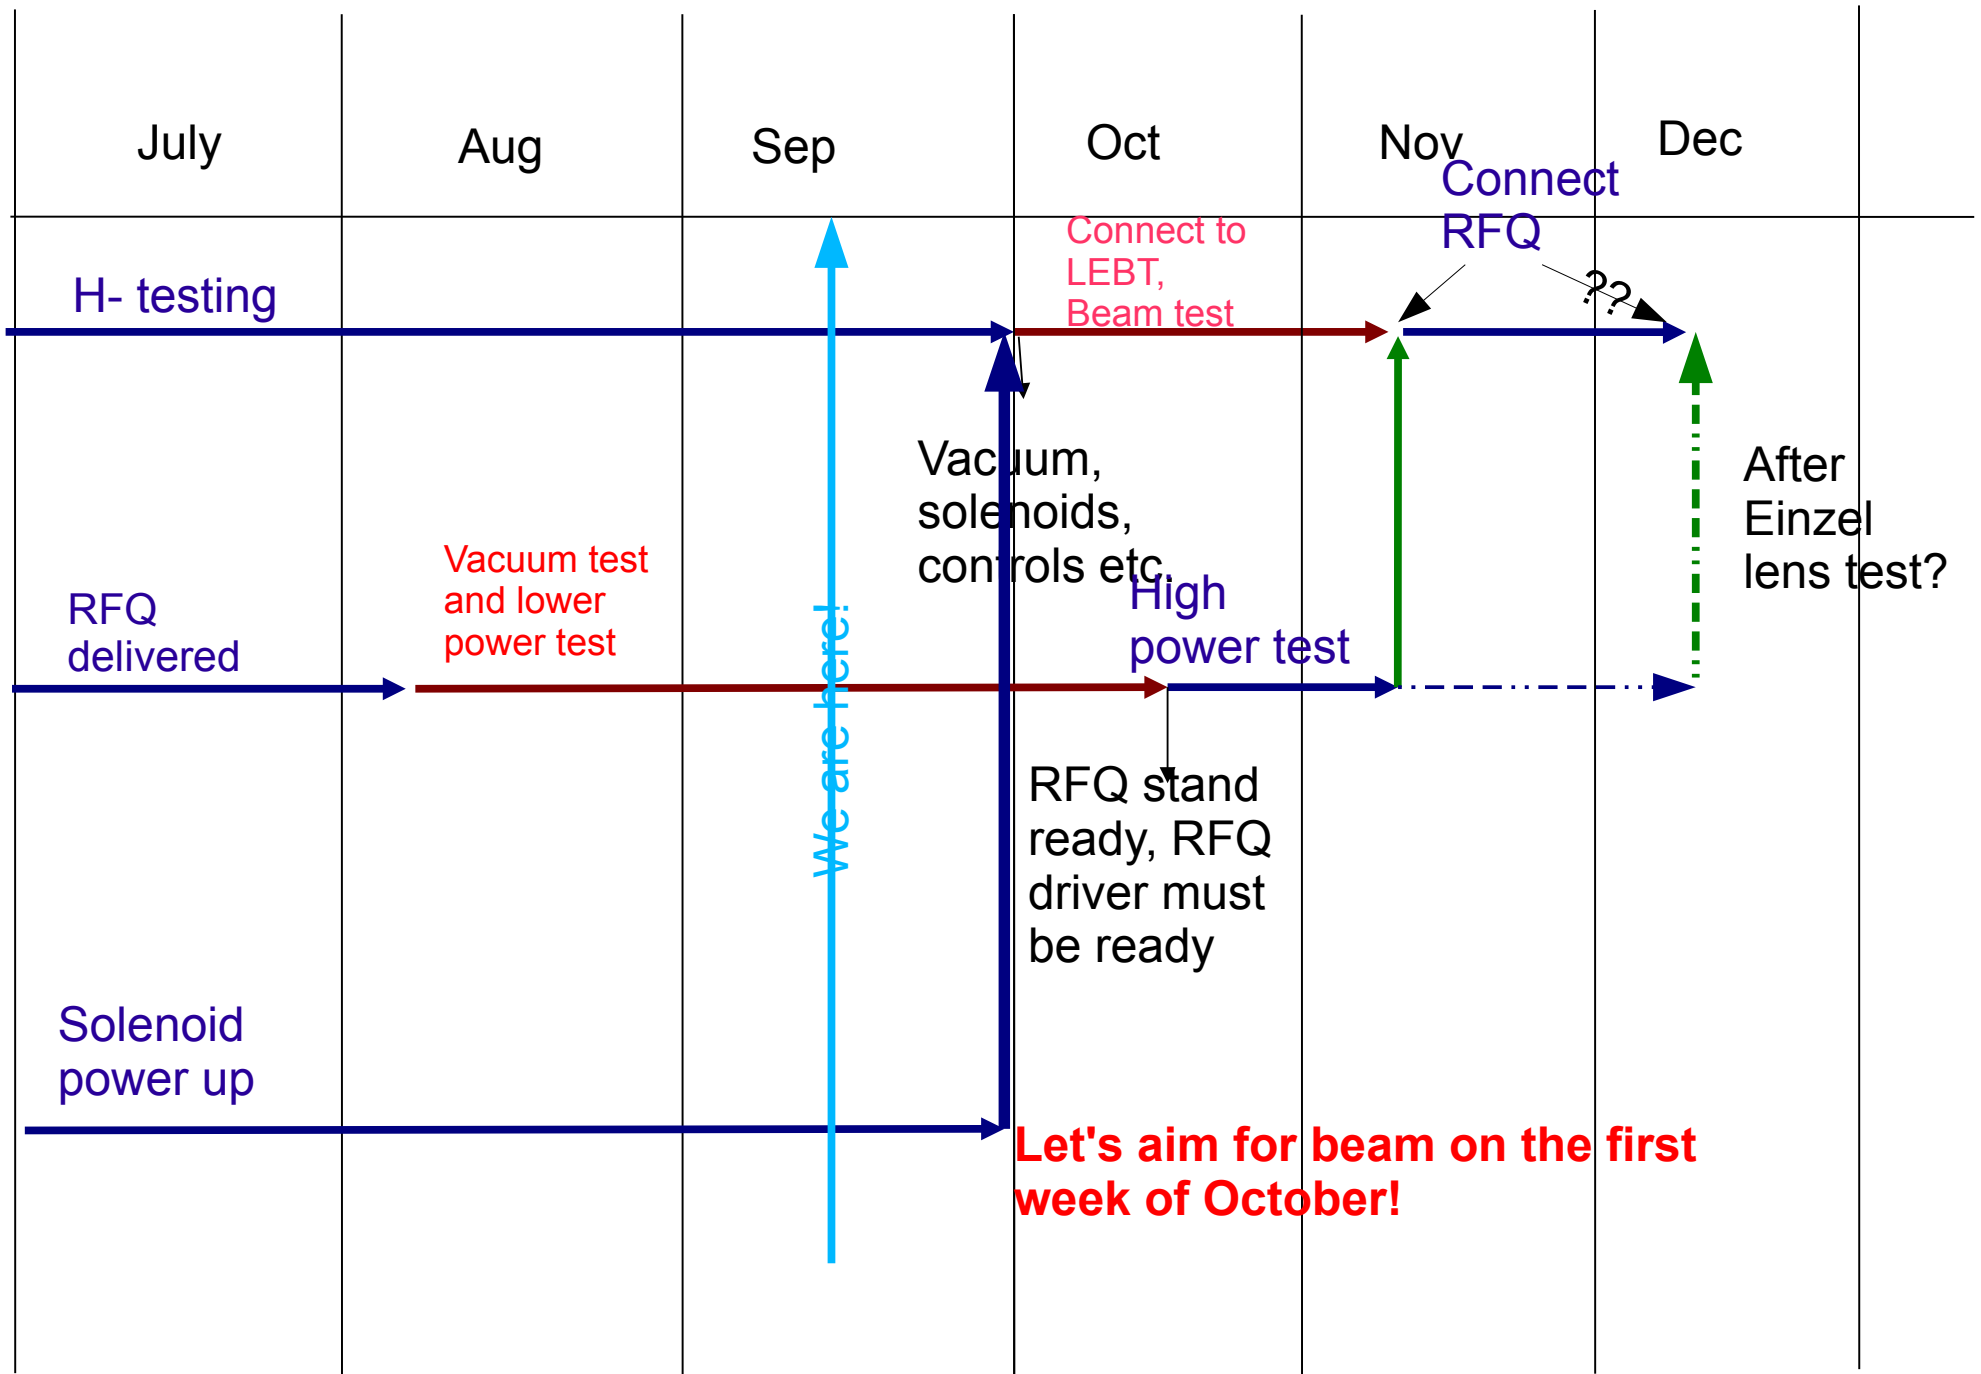 July
Aug
Sep
Oct
Nov
Dec
Connect
RFQ
??
Connect to
LEBT,
Beam test
H- testing
Vacuum,
solenoids,
controls etc.
After
Einzel
lens test?
Vacuum test
and lower
power test
High
power test
RFQ
delivered
We are here!
RFQ stand
ready, RFQ
driver must
be ready
Solenoid
power up
Let's aim for beam on the first
week of October!